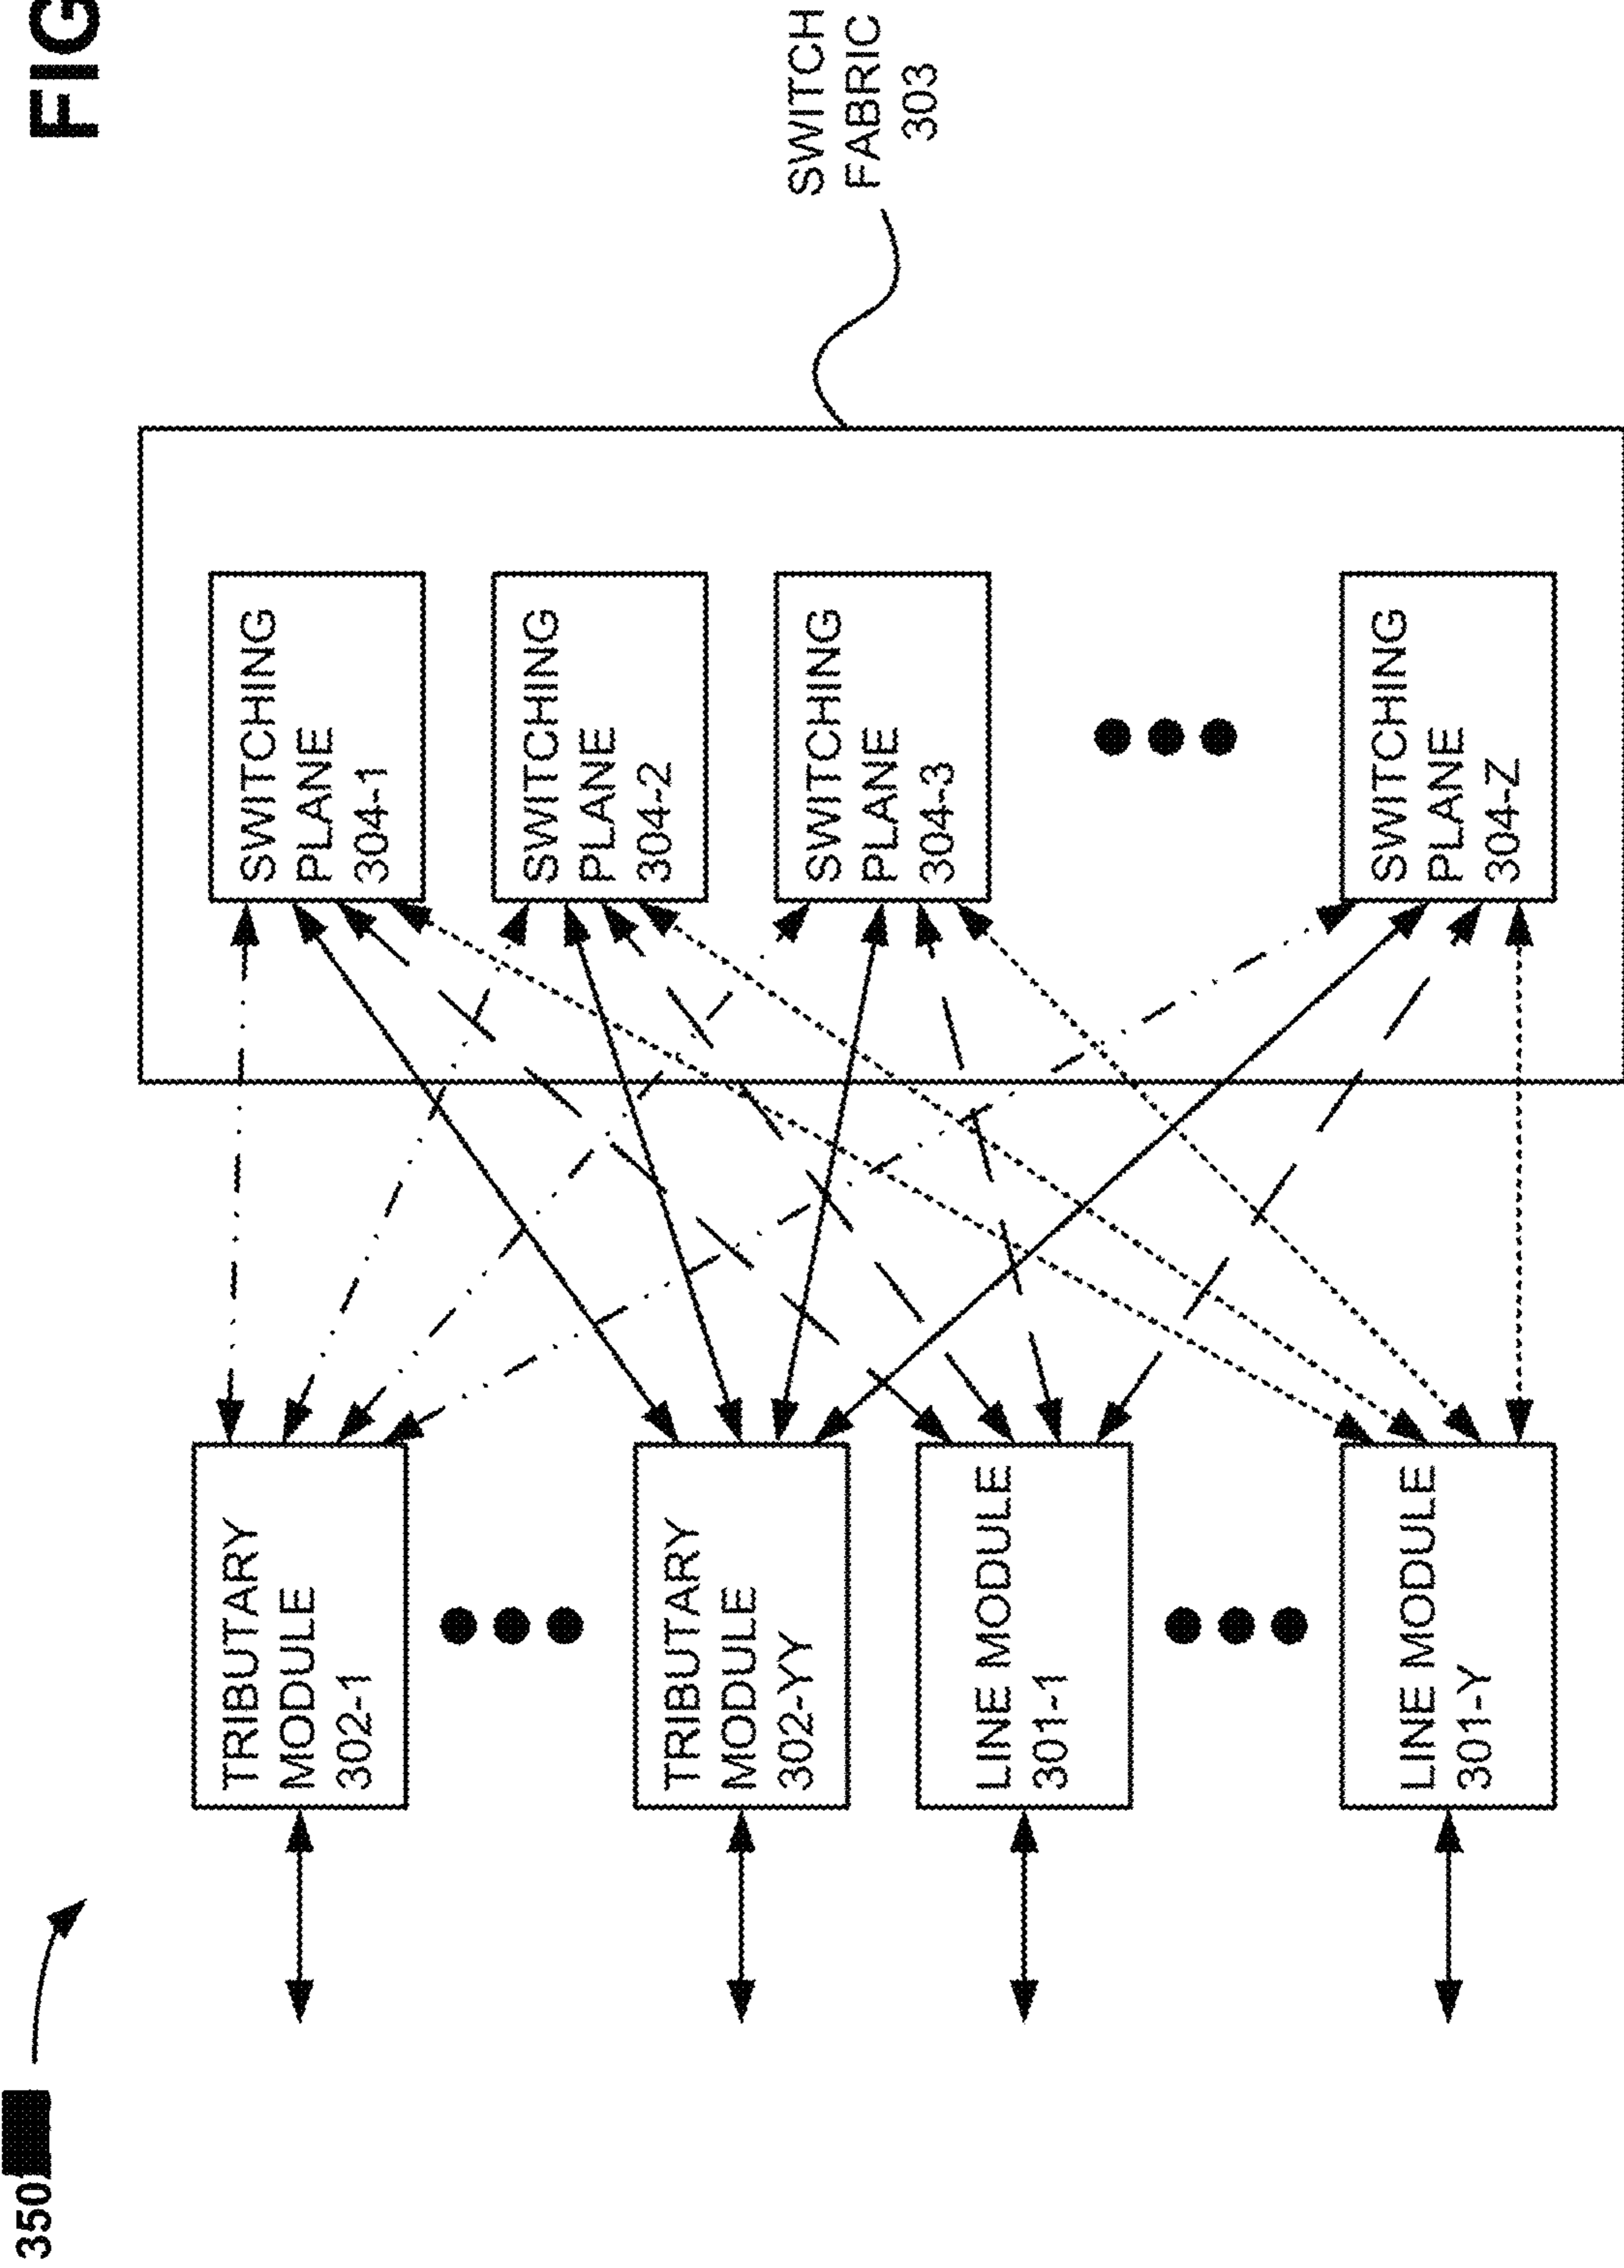 FIG
350
TRIBUTARY
MODULE
302-1
TRIBUTARY
MODULE
302-YY
LINE MODULE
301-1
LINE MODULE
301-Y
SWITCHING
PLANE
304-1
SWITCHING
PLANE
304-2
SWITCHING
PLANE
304-3
SWITCHING
PLANE
304-Z
SWITCH
FABRIC
303